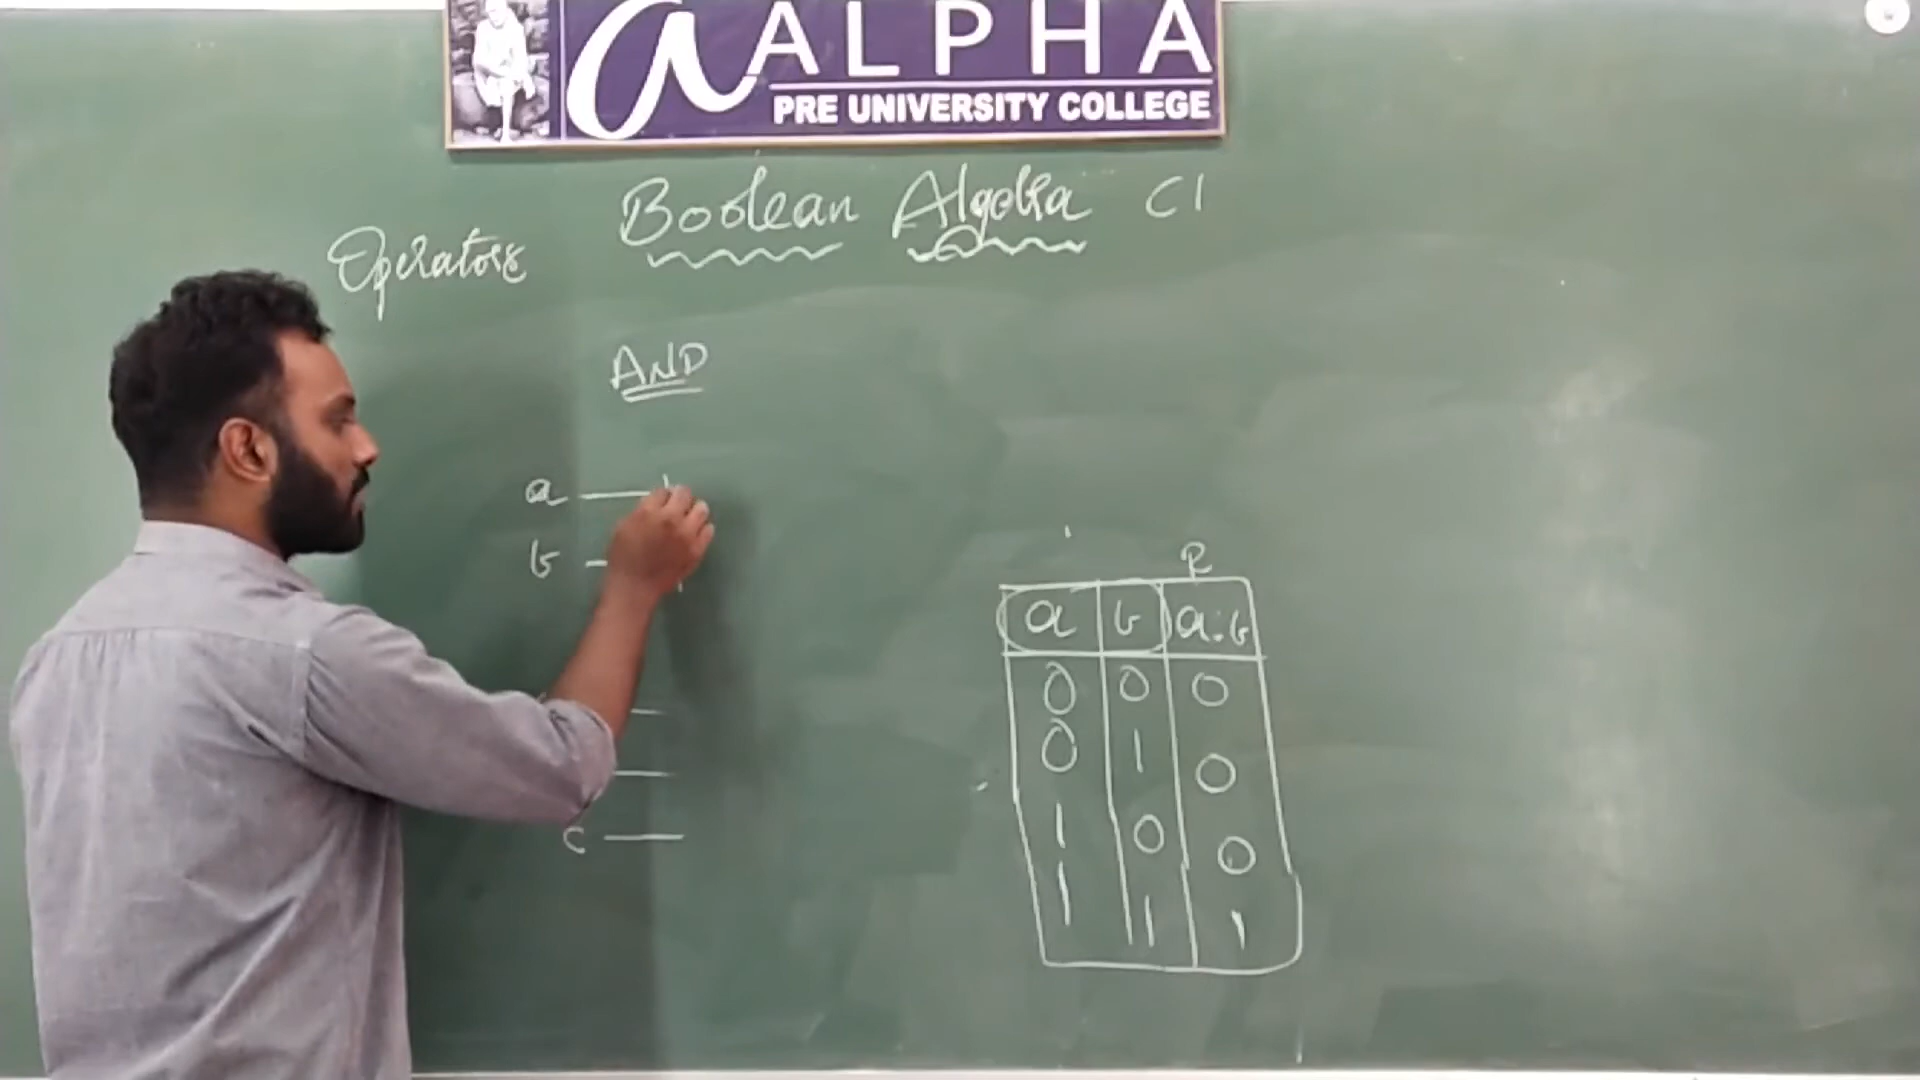 a ALPHA
PRE UNIVERSITY COLLEGE
Boolean Algebra C1
Operators
AND
a
b
c
R
a b a.b
0 0 0
0 1 0
1 0 0
1 1 1